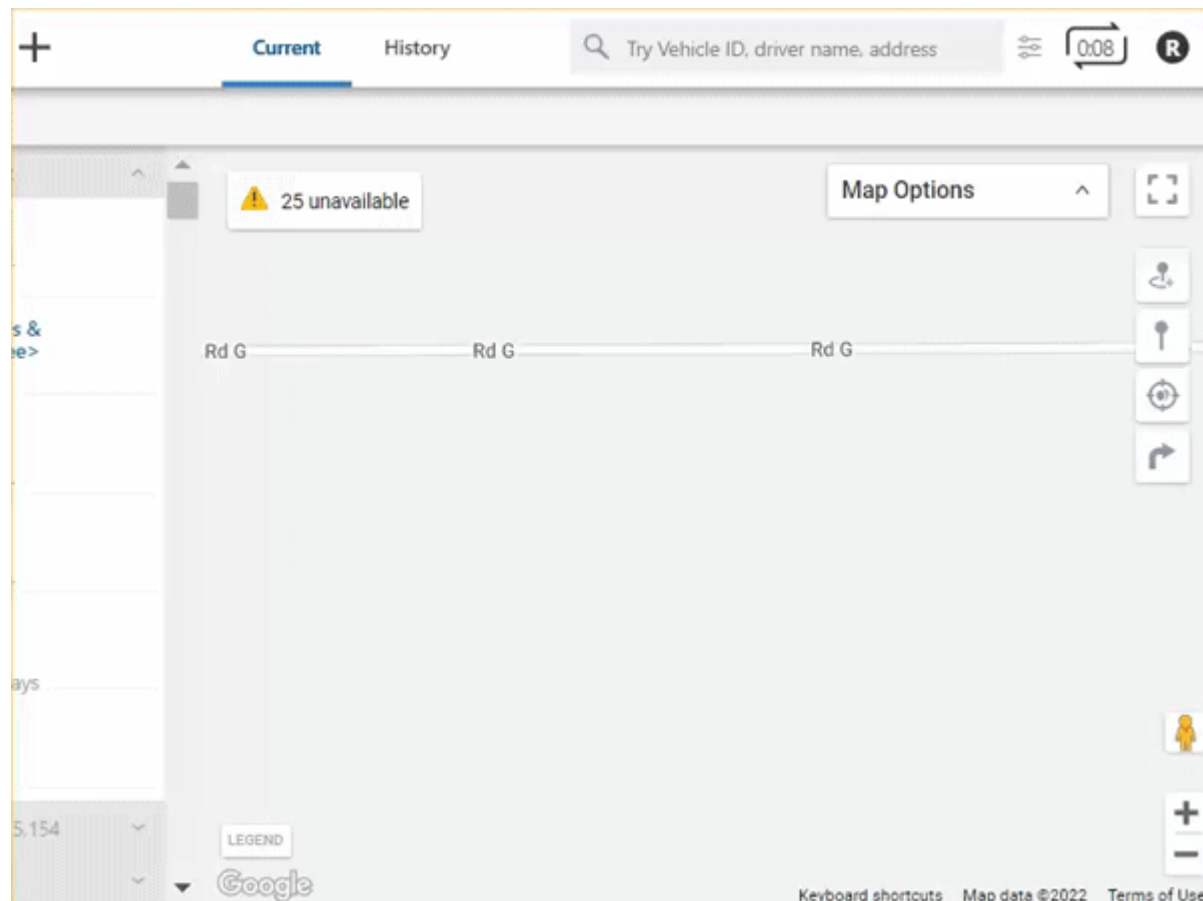 Current History Try Vehicle ID, driver name, address 0:08 R
25 unavailable
Map Options
s &
e>
Rd G Rd G Rd G
ays
5.154
LEGEND
Google
Keyboard shortcuts Map data ©2022 Terms of Use